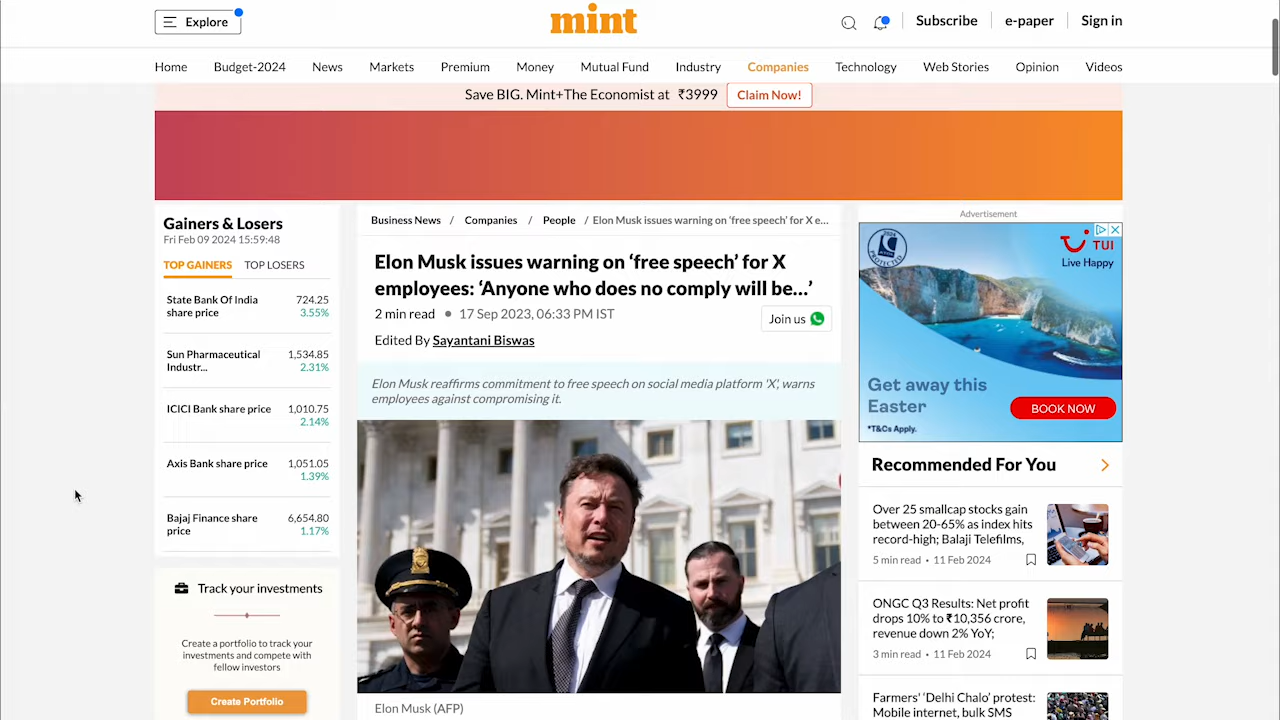 Explore
mint
Subscribe
e-paper
Sign in
Home
Budget-2024
News
Markets
Premium
Money
Mutual Fund
Industry
Companies
Technology
Web Stories
Opinion
Videos
Save BIG. Mint+The Economist at ₹3999
Claim Now!
Gainers & Losers
Fri Feb 09 2024 15:59:48
TOP GAINERS
TOP LOSERS
State Bank Of India
share price
724.25
3.55%
Sun Pharmaceutical
Industr...
1,534.85
2.31%
ICICI Bank share price
1,010.75
2.14%
Axis Bank share price
1,051.05
1.39%
Bajaj Finance share
price
6,654.80
1.17%
Track your investments
Create a portfolio to track your
investments and compete with
fellow investors
Create Portfolio
Business News / Companies / People / Elon Musk issues warning on ‘free speech’ for X e...
Elon Musk issues warning on ‘free speech’ for X
employees: ‘Anyone who does no comply will be...’
2 min read • 17 Sep 2023, 06:33 PM IST
Join us
Edited By Sayantani Biswas
Elon Musk reaffirms commitment to free speech on social media platform 'X', warns
employees against compromising it.
Elon Musk (AFP)
Advertisement
PROTECTED
TUI
Live Happy
Get away this
Easter
BOOK NOW
*T&Cs Apply.
Recommended For You
Over 25 smallcap stocks gain
between 20-65% as index hits
record-high; Balaji Telefilms,
5 min read • 11 Feb 2024
ONGC Q3 Results: Net profit
drops 10% to ₹10,356 crore,
revenue down 2% YoY;
3 min read • 11 Feb 2024
Farmers' 'Delhi Chalo' protest:
Mobile internet, bulk SMS